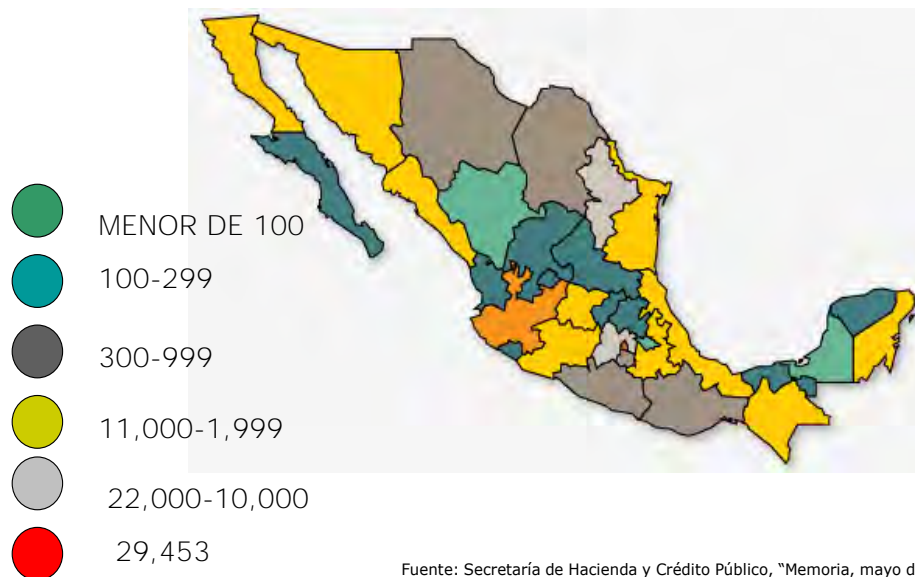 MENOR DE 100
100-299
300-999
11,000-1,999
22,000-10,000
29,453
Fuente: Secretaría de Hacienda y Crédito Público, “Memoria, mayo d